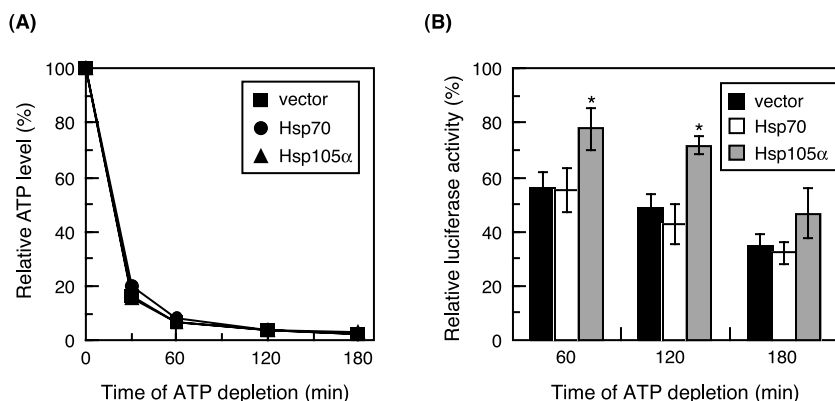 (A)
Relative ATP level (%)
100
80
60
40
20
0
vector
Hsp70
Hsp105α
0 60 120 180
Time of ATP depletion (min)
(B)
Relative luciferase activity (%)
100
80
60
40
20
0
vector
Hsp70
Hsp105α
*
*
60 120 180
Time of ATP depletion (min)